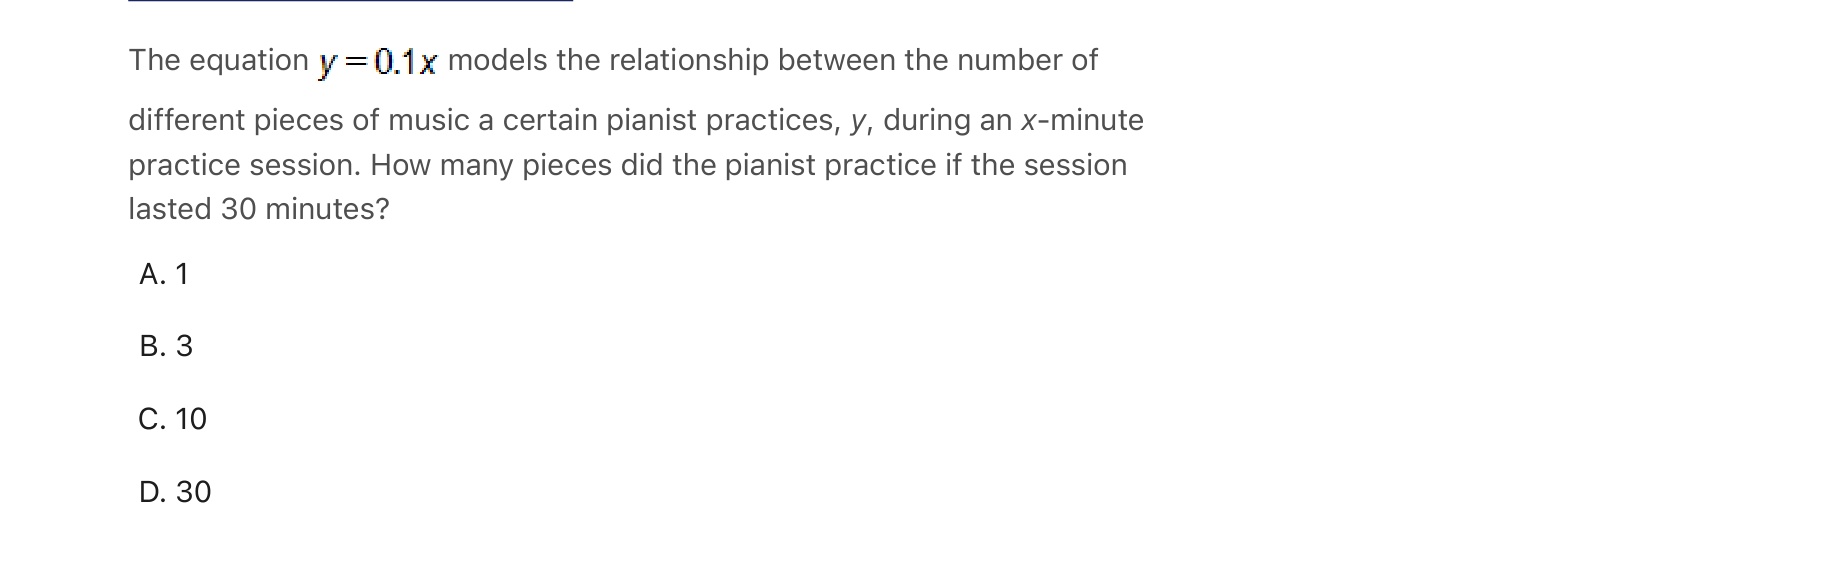 The equation y=0.1x models the relationship between the number of
different pieces of music a certain pianist practices, y, during an x-minute
practice session. How many pieces did the pianist practice if the session
lasted 30 minutes?
A. 1
B. 3
C. 10
D. 30